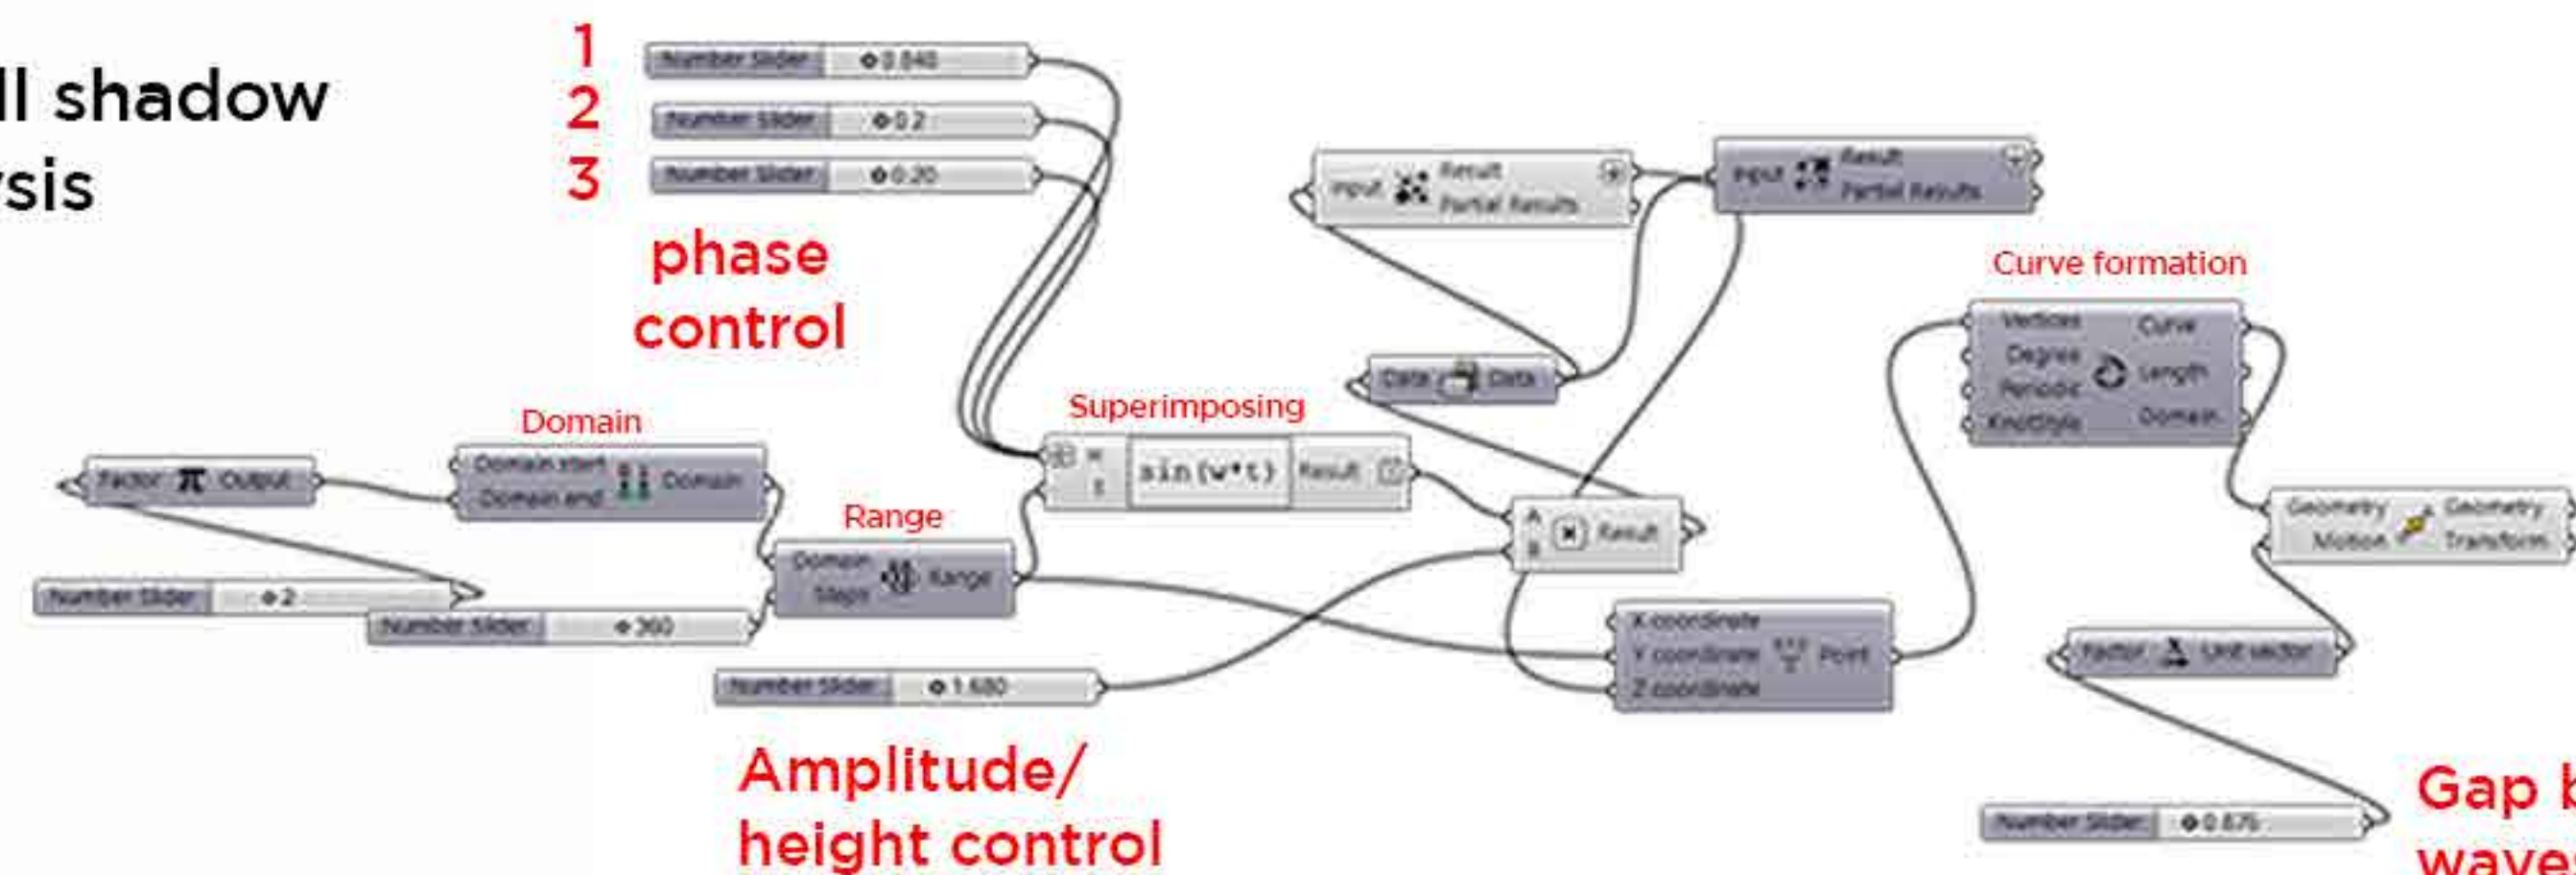 ll shadow
ysis
1
2
3
Number Slider 0.840
Number Slider 0.2
Number Slider 0.20
phase
control
Input Result
Partial Results
Input Result
Partial Results
Curve formation
Vertices Curve
Degree Length
Periodic
KnotStyle Domain
Data Data
Domain
Superimposing
Factor π Output
Domain start Domain
Domain end
sin(w*t) Result
Range
Domain Range
Steps
A Result
B
Geometry Geometry
Motion Transform
Number Slider 2
Number Slider 360
X coordinate
Y coordinate Point
Z coordinate
Factor Unit vector
Number Slider 1.680
Amplitude/
height control
Number Slider 0.876
Gap b
waves